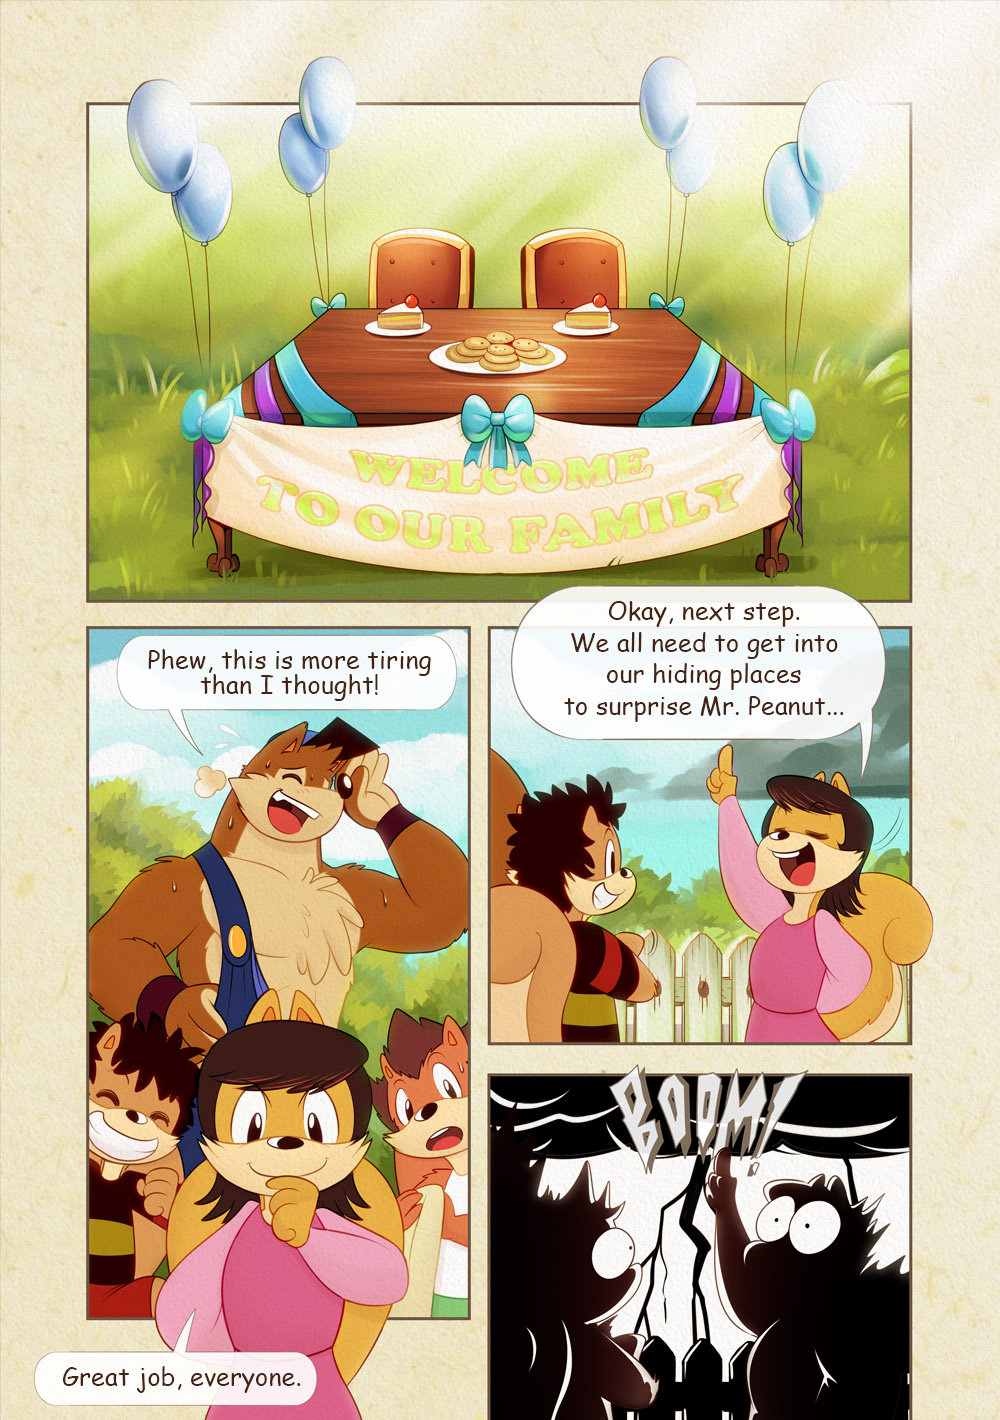 WELCOME
TO OUR FAMILY
Phew, this is more tiring
than I thought!
Great job, everyone.
Okay, next step.
We all need to get into
our hiding places
to surprise Mr. Peanut...
BOOM!